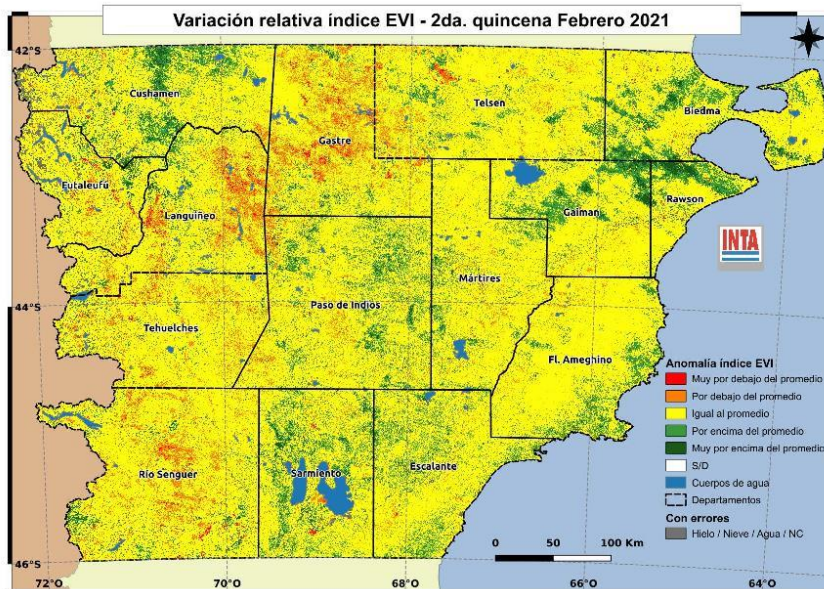 Variación relativa índice EVI - 2da. quincena Febrero 2021
42°S
Cushamen
Telsen
Biedma
Gastre
Futaleufú
Languiñeo
Gaiman
Rawson
INTA
Mártires
44°S
Paso de Indios
Tehuelches
Fl. Ameghino
Anomalía índice EVI
Muy por debajo del promedio
Por debajo del promedio
Igual al promedio
Por encima del promedio
Muy por encima del promedio
S/D
Cuerpos de agua
Departamentos
Con errores
Hielo / Nieve / Agua / NC
Río Senguer
Sarmiento
Escalante
0 50 100 Km
46°S
72°O 70°O 68°O 66°O 64°O